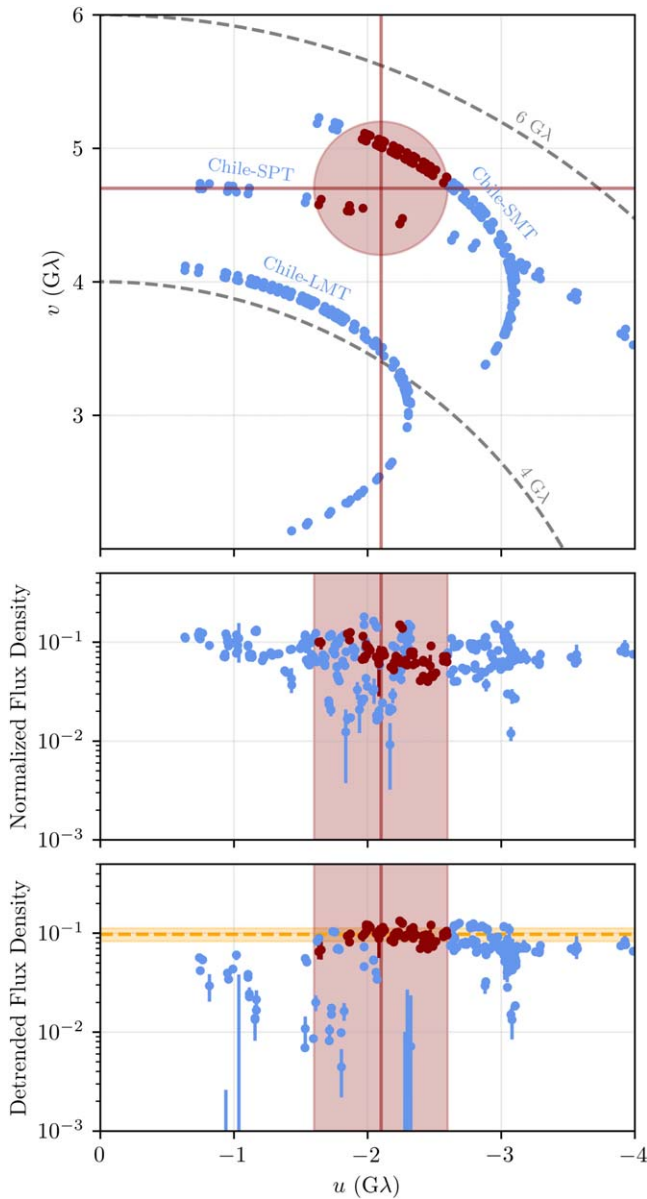 6
5
4
3
v (Gλ)
6 Gλ
Chile-SPT
Chile-SMT
Chile-LMT
4 Gλ
10⁻¹
10⁻²
10⁻³
Normalized Flux Density
10⁻¹
10⁻²
10⁻³
Detrended Flux Density
0 −1 −2 −3 −4
u (Gλ)